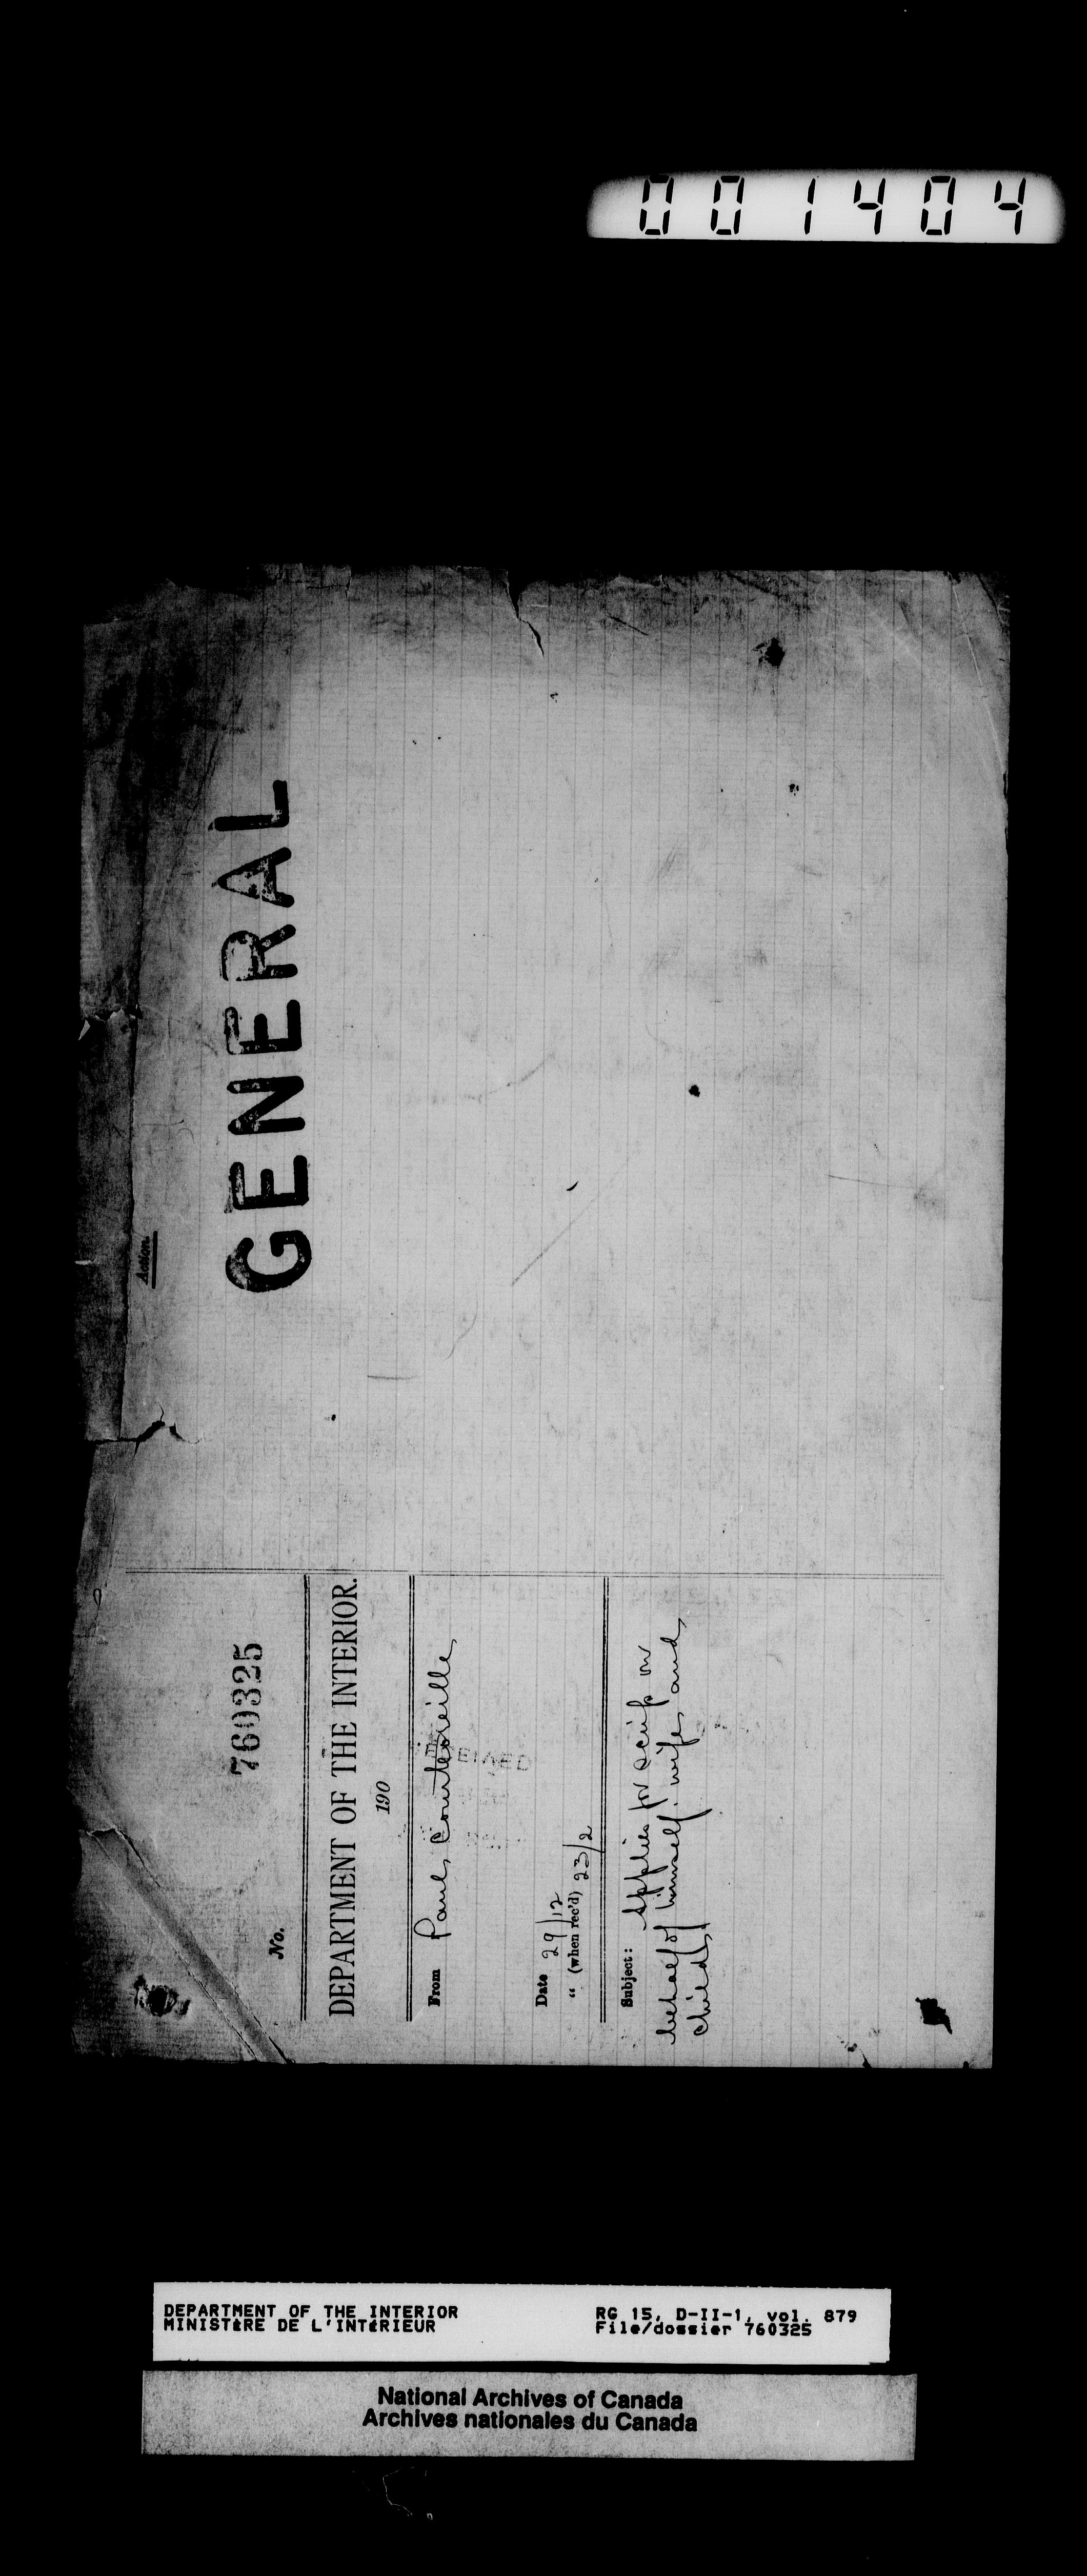 001404
Action.
GENERAL
760325
No.
DEPARTMENT OF THE INTERIOR.
190
From Paul Courteoreille,
Date 29/12
“ (when rec'd) 23/2
Subject: Applies for scrip on
behalf of himself, wife, and,
child.
DEPARTMENT OF THE INTERIOR
MINISTÈRE DE L'INTÉRIEUR
RG 15, D-II-1, vol. 879
File/dossier 760325
National Archives of Canada
Archives nationales du Canada